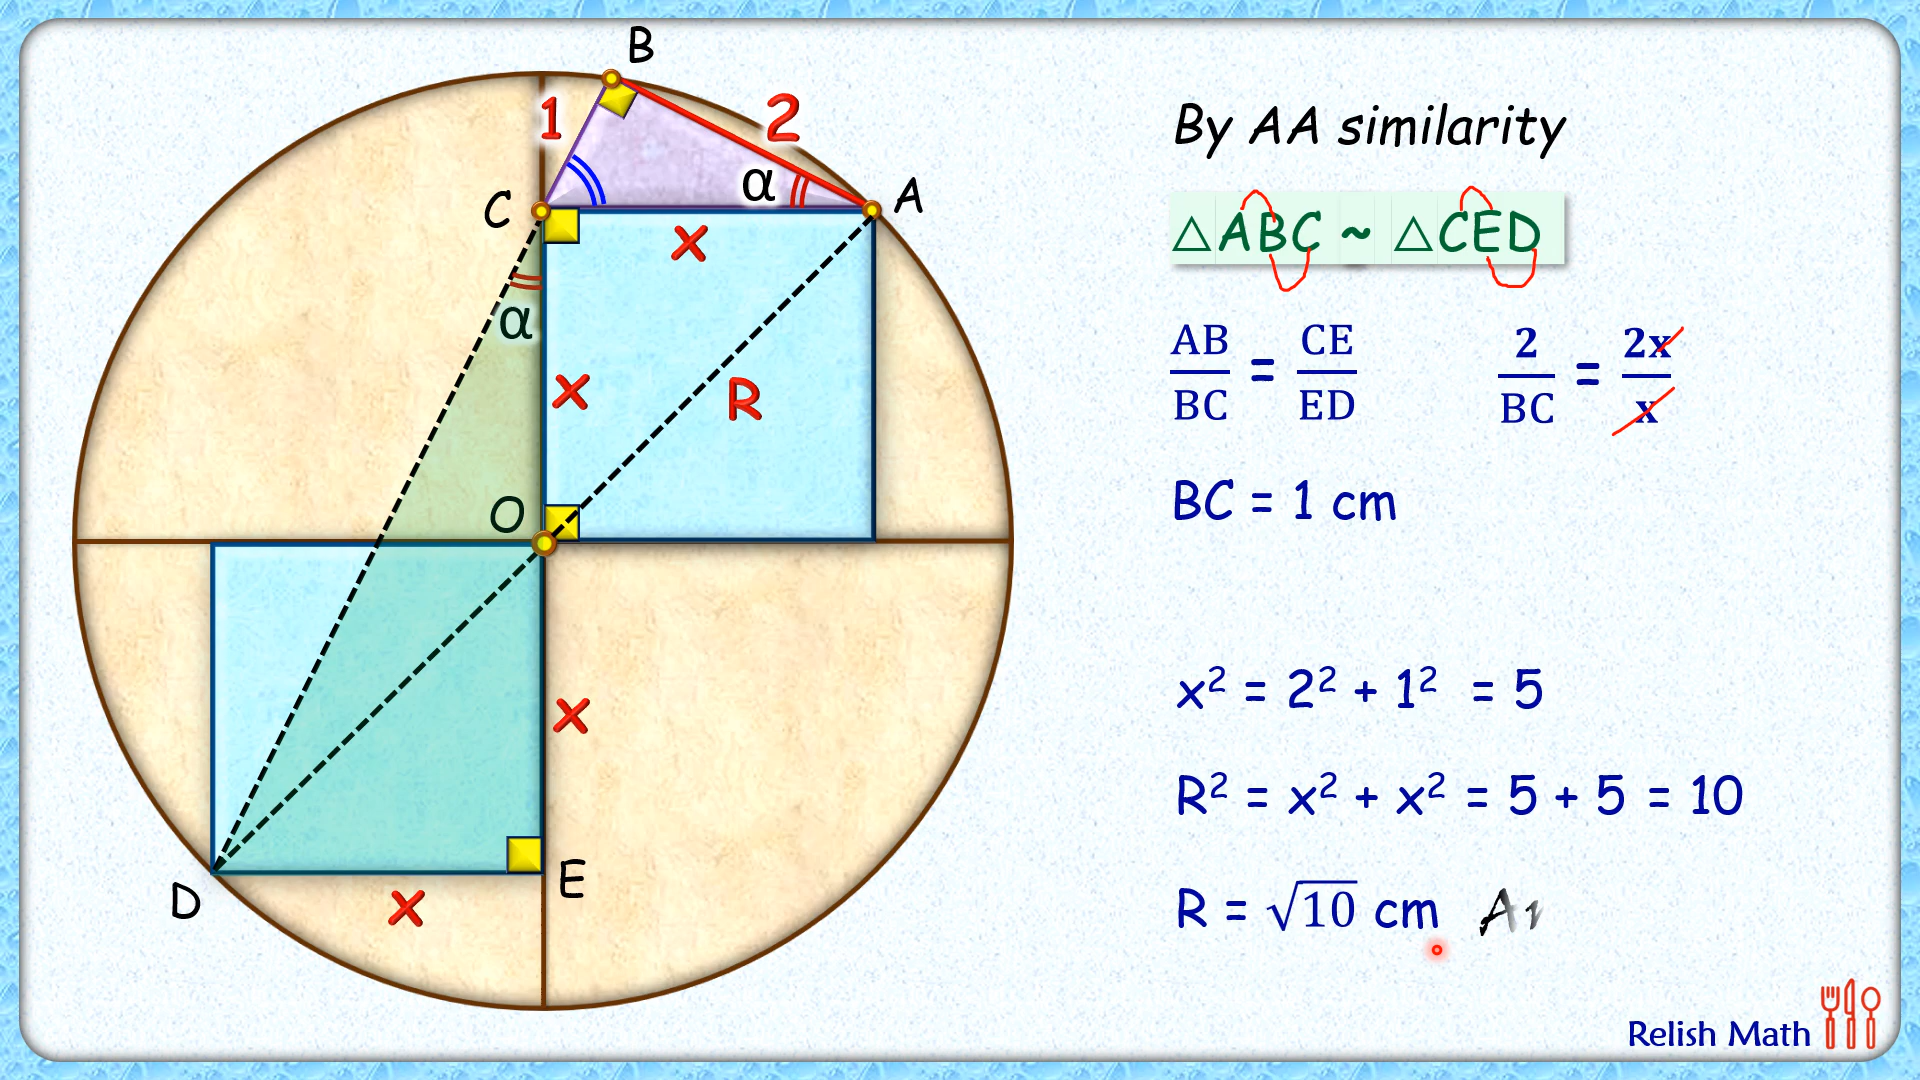 B
1
2
α
A
C
x
α
x
R
O
x
D
E
x
By AA similarity
△ABC ~ △CED
AB/BC = CE/ED
2/BC = 2x/x
BC = 1 cm
x² = 2² + 1² = 5
R² = x² + x² = 5 + 5 = 10
R = √10 cm
Relish Math